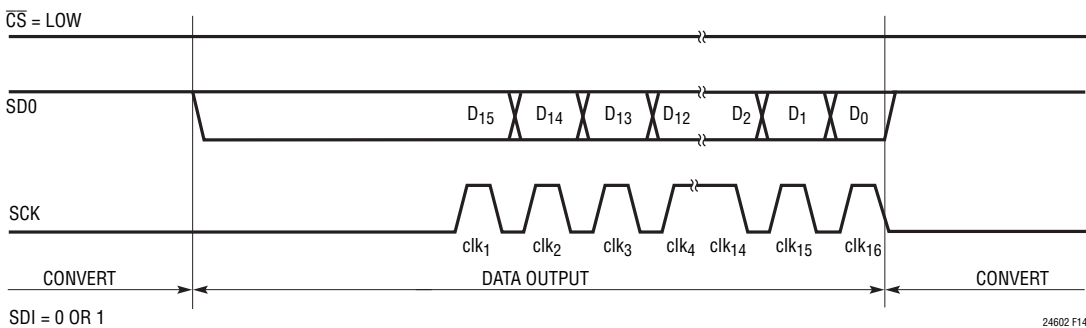 CS = LOW
SD0
D15 D14 D13 D12 D2 D1 D0
SCK
clk1 clk2 clk3 clk4 clk14 clk15 clk16
CONVERT DATA OUTPUT CONVERT
SDI = 0 OR 1
24602 F14